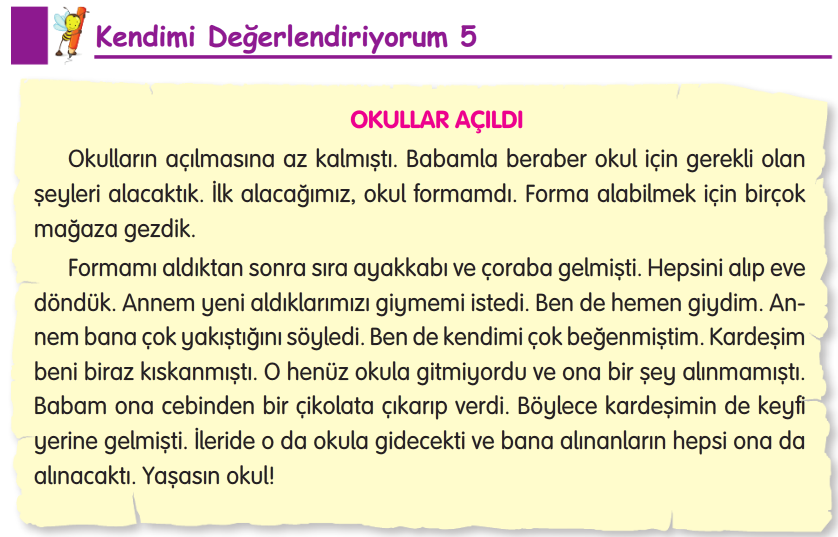 Kendimi Değerlendiriyorum 5
OKULLAR AÇILDI
Okulların açılmasına az kalmıştı. Babamla beraber okul için gerekli olan
şeyleri alacaktık. İlk alacağımız, okul formamdı. Forma alabilmek için birçok
mağaza gezdik.
Formamı aldıktan sonra sıra ayakkabı ve çoraba gelmişti. Hepsini alıp eve
döndük. Annem yeni aldıklarımızı giymemi istedi. Ben de hemen giydim. An-
nem bana çok yakıştığını söyledi. Ben de kendimi çok beğenmiştim. Kardeşim
beni biraz kıskanmıştı. O henüz okula gitmiyordu ve ona bir şey alınmamıştı.
Babam ona cebinden bir çikolata çıkarıp verdi. Böylece kardeşimin de keyfi
yerine gelmişti. İleride o da okula gidecekti ve bana alınanların hepsi ona da
alınacaktı. Yaşasın okul!